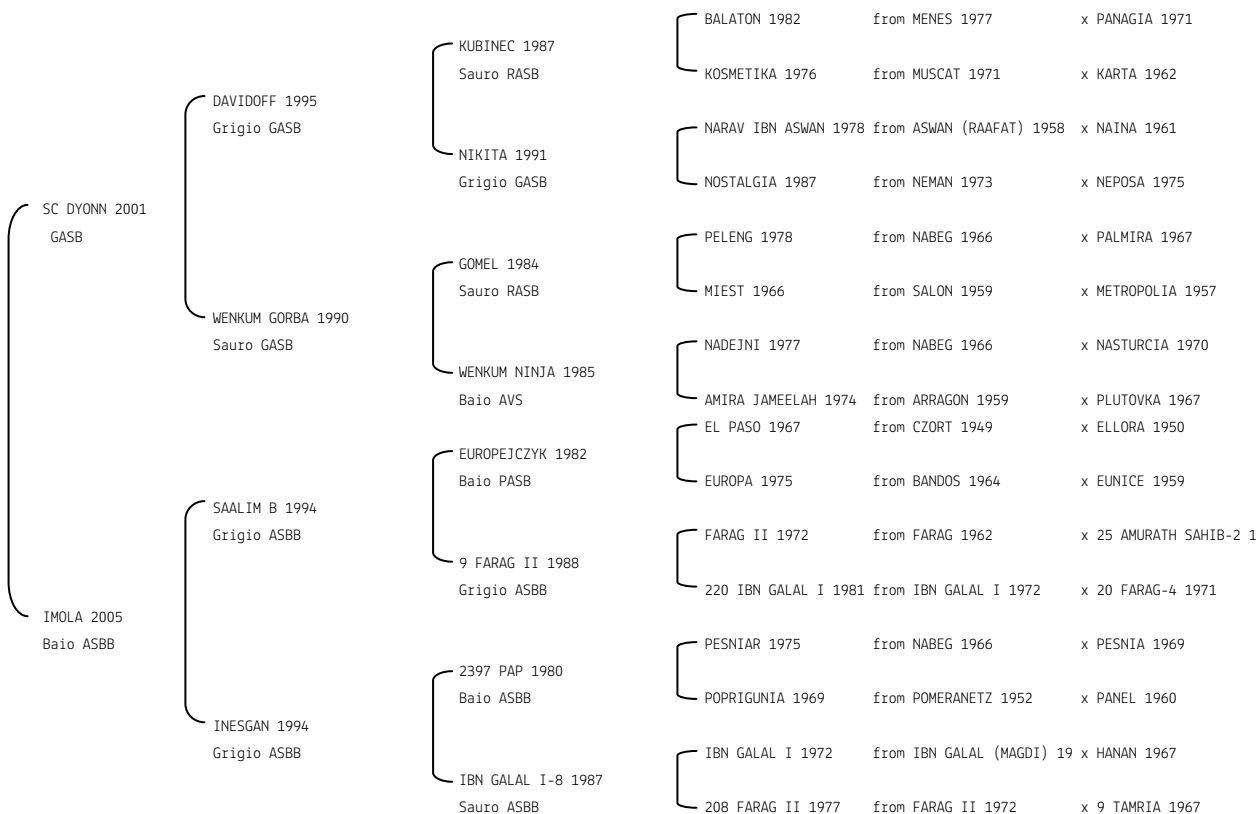 BALATON 1982 from MENES 1977 x PANAGIA 1971
KUBINEC 1987
Sauro RASB
KOSMETIKA 1976 from MUSCAT 1971 x KARTA 1962
DAVIDOFF 1995
Grigio GASB
NARAV IBN ASWAN 1978 from ASWAN (RAAFAT) 1958 x NAINA 1961
NIKITA 1991
Grigio GASB
NOSTALGIA 1987 from NEMAN 1973 x NEPOSA 1975
SC DYONN 2001
GASB
PELENG 1978 from NABEG 1966 x PALMIRA 1967
GOMEL 1984
Sauro RASB
MIEST 1966 from SALON 1959 x METROPOLIA 1957
WENKUM GORBA 1990
Sauro GASB
NADEJNI 1977 from NABEG 1966 x NASTURCIA 1970
WENKUM NINJA 1985
Baio AVS
AMIRA JAMEELAH 1974 from ARRAGON 1959 x PLUTOVKA 1967
EL PASO 1967 from CZORT 1949 x ELLORA 1950
EUROPEJCZYK 1982
Baio PASB
EUROPA 1975 from BANDOS 1964 x EUNICE 1959
SAALIM B 1994
Grigio ASBB
FARAG II 1972 from FARAG 1962 x 25 AMURATH SAHIB-2 1
9 FARAG II 1988
Grigio ASBB
220 IBN GALAL I 1981 from IBN GALAL I 1972 x 20 FARAG-4 1971
IMOLA 2005
Baio ASBB
PESNIAR 1975 from NABEG 1966 x PESNIA 1969
2397 PAP 1980
Baio ASBB
POPRIGUNIA 1969 from POMERANETZ 1952 x PANEL 1960
INESGAN 1994
Grigio ASBB
IBN GALAL I 1972 from IBN GALAL (MAGDI) 19 x HANAN 1967
IBN GALAL I-8 1987
Sauro ASBB
208 FARAG II 1977 from FARAG II 1972 x 9 TAMRIA 1967